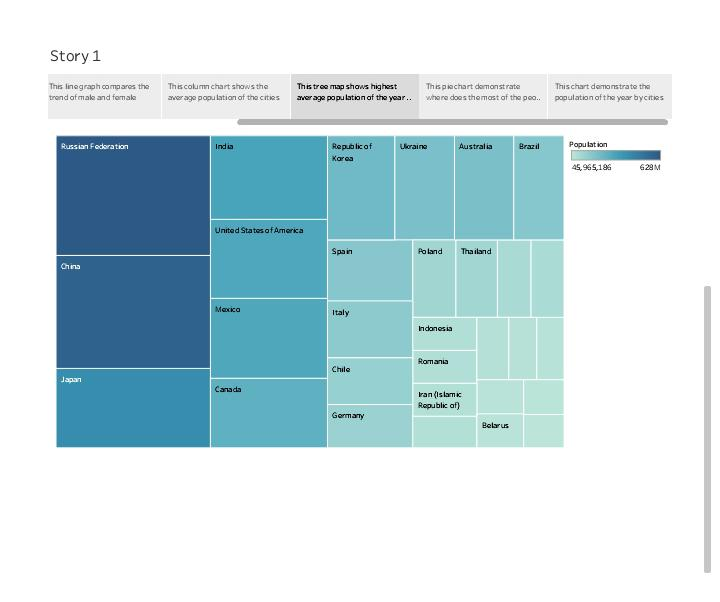 Story 1
This line graph compares the
trend of male and female
This column chart shows the
average population of the cities
This tree map shows highest
average population of the year ..
This pie chart demonstrate
where does the most of the peo..
This chart demonstrate the
population of the year by cities
Russian Federation
China
Japan
India
United States of America
Mexico
Canada
Republic of
Korea
Ukraine
Australia
Brazil
Spain
Italy
Chile
Germany
Poland
Thailand
Indonesia
Romania
Iran (Islamic
Republic of)
Belarus
Population
45,965,186
628M